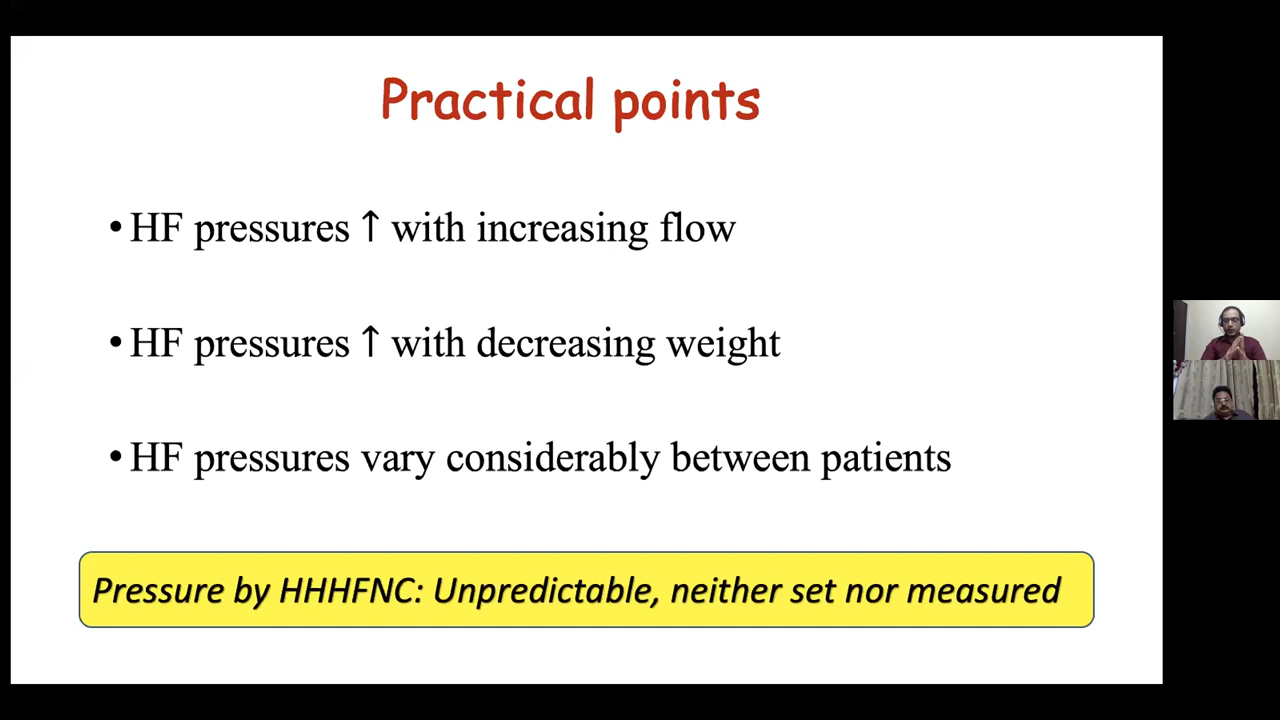 Practical points
• HF pressures ↑ with increasing flow
• HF pressures ↑ with decreasing weight
• HF pressures vary considerably between patients
Pressure by HHHFNC: Unpredictable, neither set nor measured